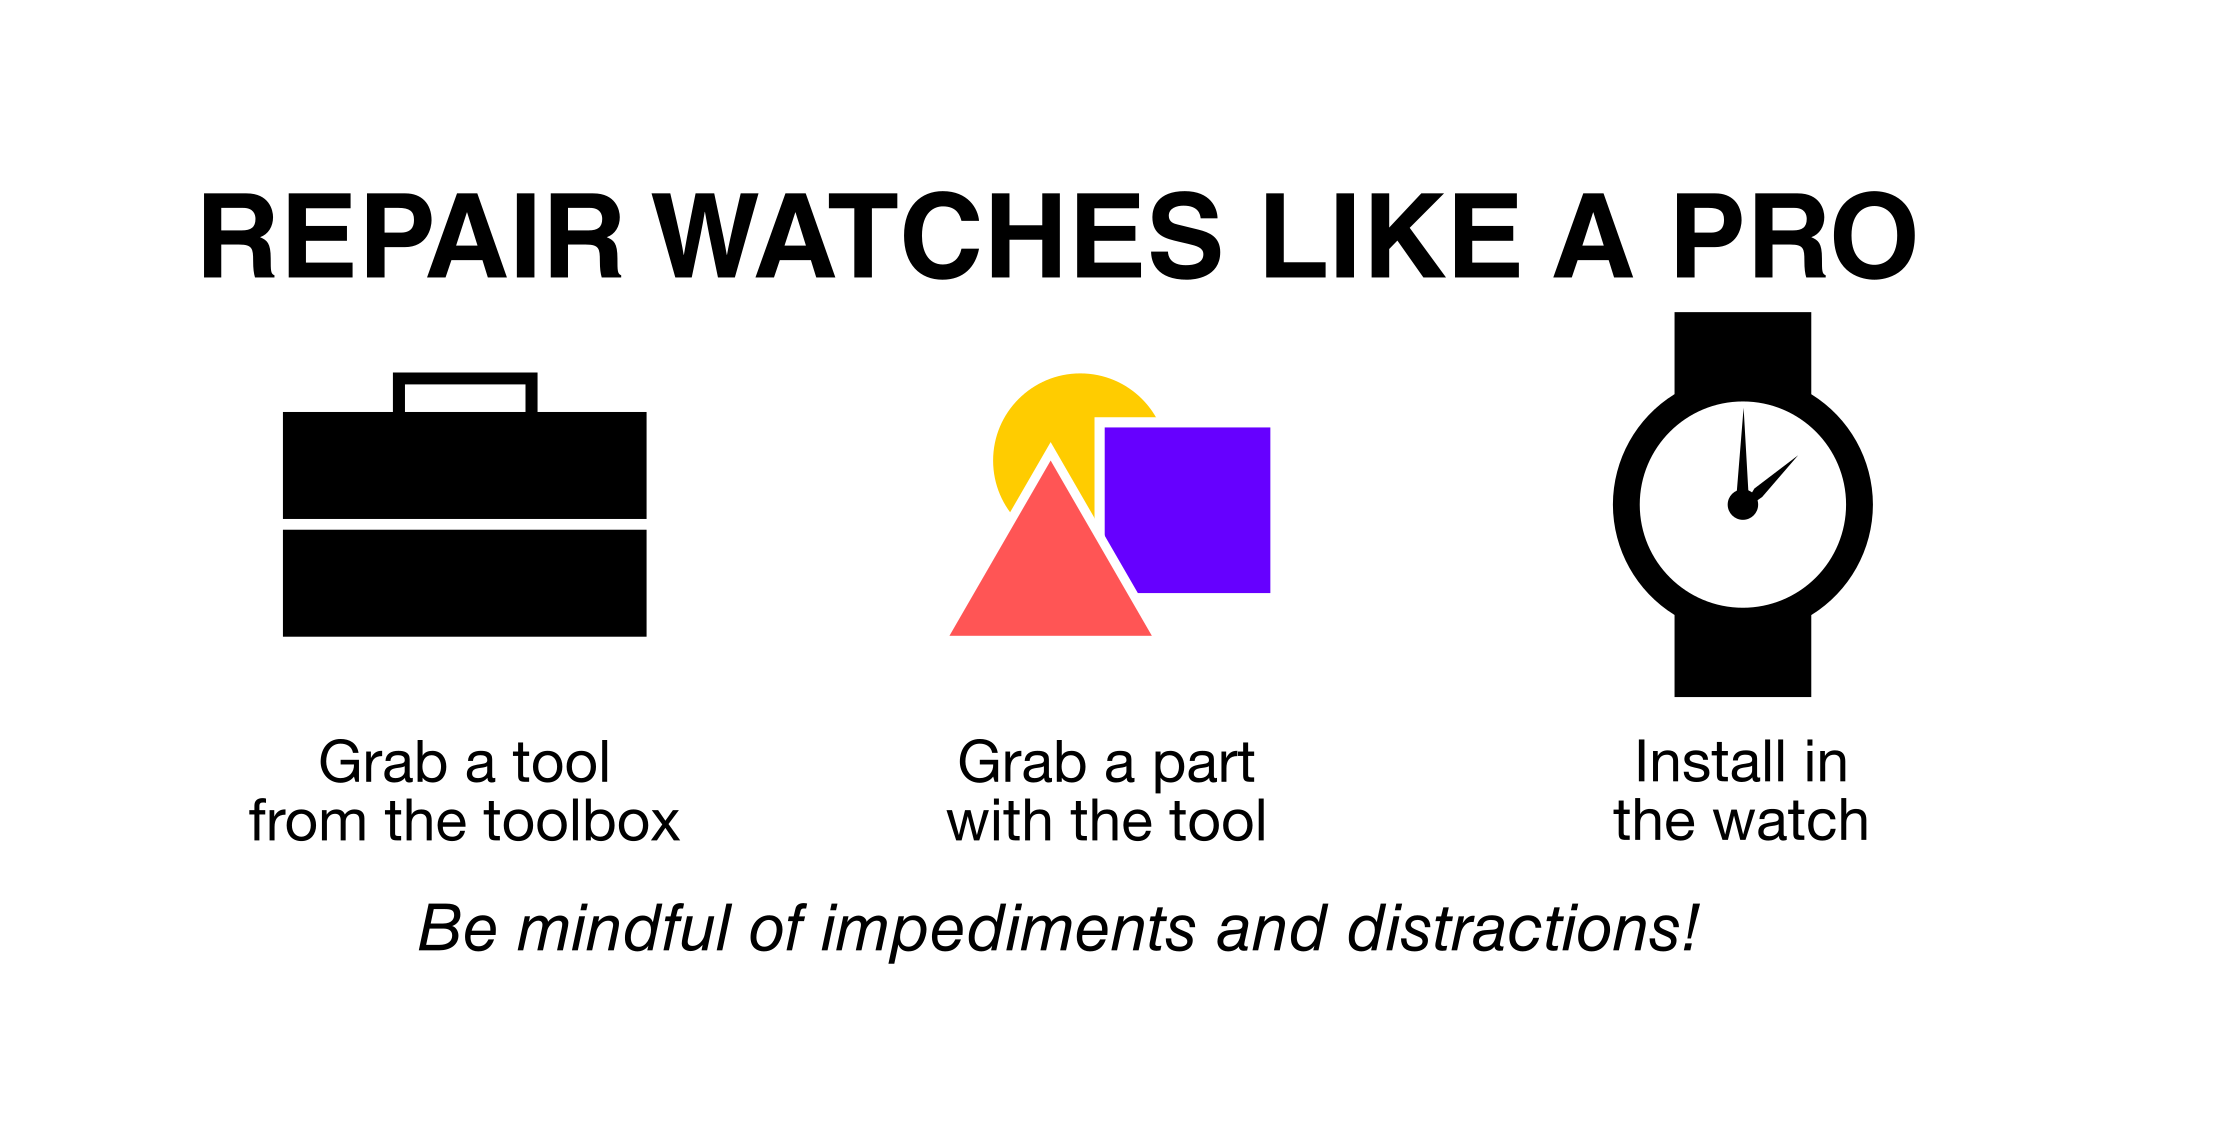 REPAIR WATCHES LIKE A PRO
Grab a tool
from the toolbox
Grab a part
with the tool
Install in
the watch
Be mindful of impediments and distractions!